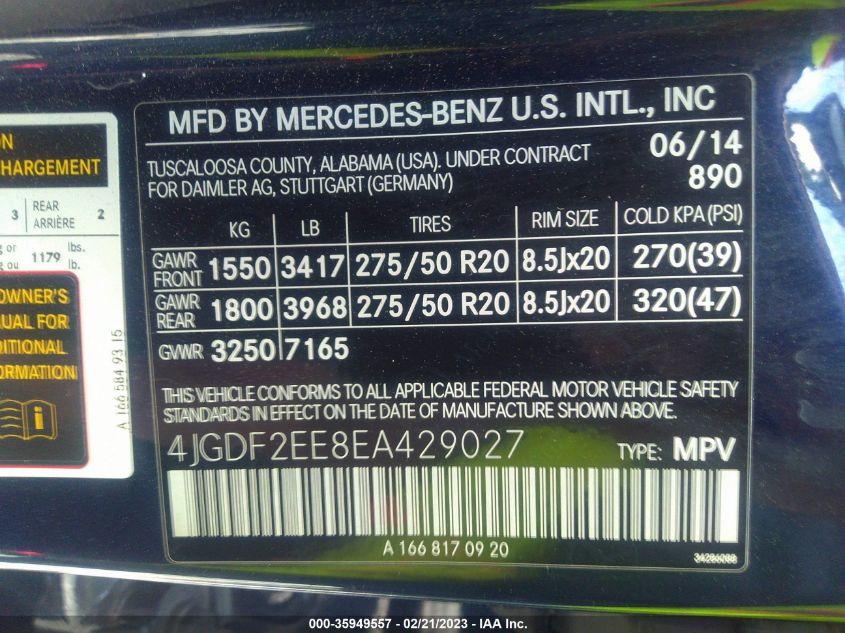 ON
CHARGEMENT
3 REAR ARRIÈRE 2
g or
g ou 1179 lbs. lb.
OWNER'S
UAL FOR
DITIONAL
ORMATION
A 166 584 93 15
MFD BY MERCEDES-BENZ U.S. INTL., INC
TUSCALOOSA COUNTY, ALABAMA (USA). UNDER CONTRACT
FOR DAIMLER AG, STUTTGART (GERMANY)
06/14
890
KG LB TIRES RIM SIZE COLD KPA (PSI)
GAWR FRONT 1550 3417 275/50 R20 8.5Jx20 270(39)
GAWR REAR 1800 3968 275/50 R20 8.5Jx20 320(47)
GVWR 3250 7165
THIS VEHICLE CONFORMS TO ALL APPLICABLE FEDERAL MOTOR VEHICLE SAFETY
STANDARDS IN EFFECT ON THE DATE OF MANUFACTURE SHOWN ABOVE.
4JGDF2EE8EA429027 TYPE: MPV
A 166 817 09 20
34286088
000-35949557 - 02/21/2023 - IAA Inc.